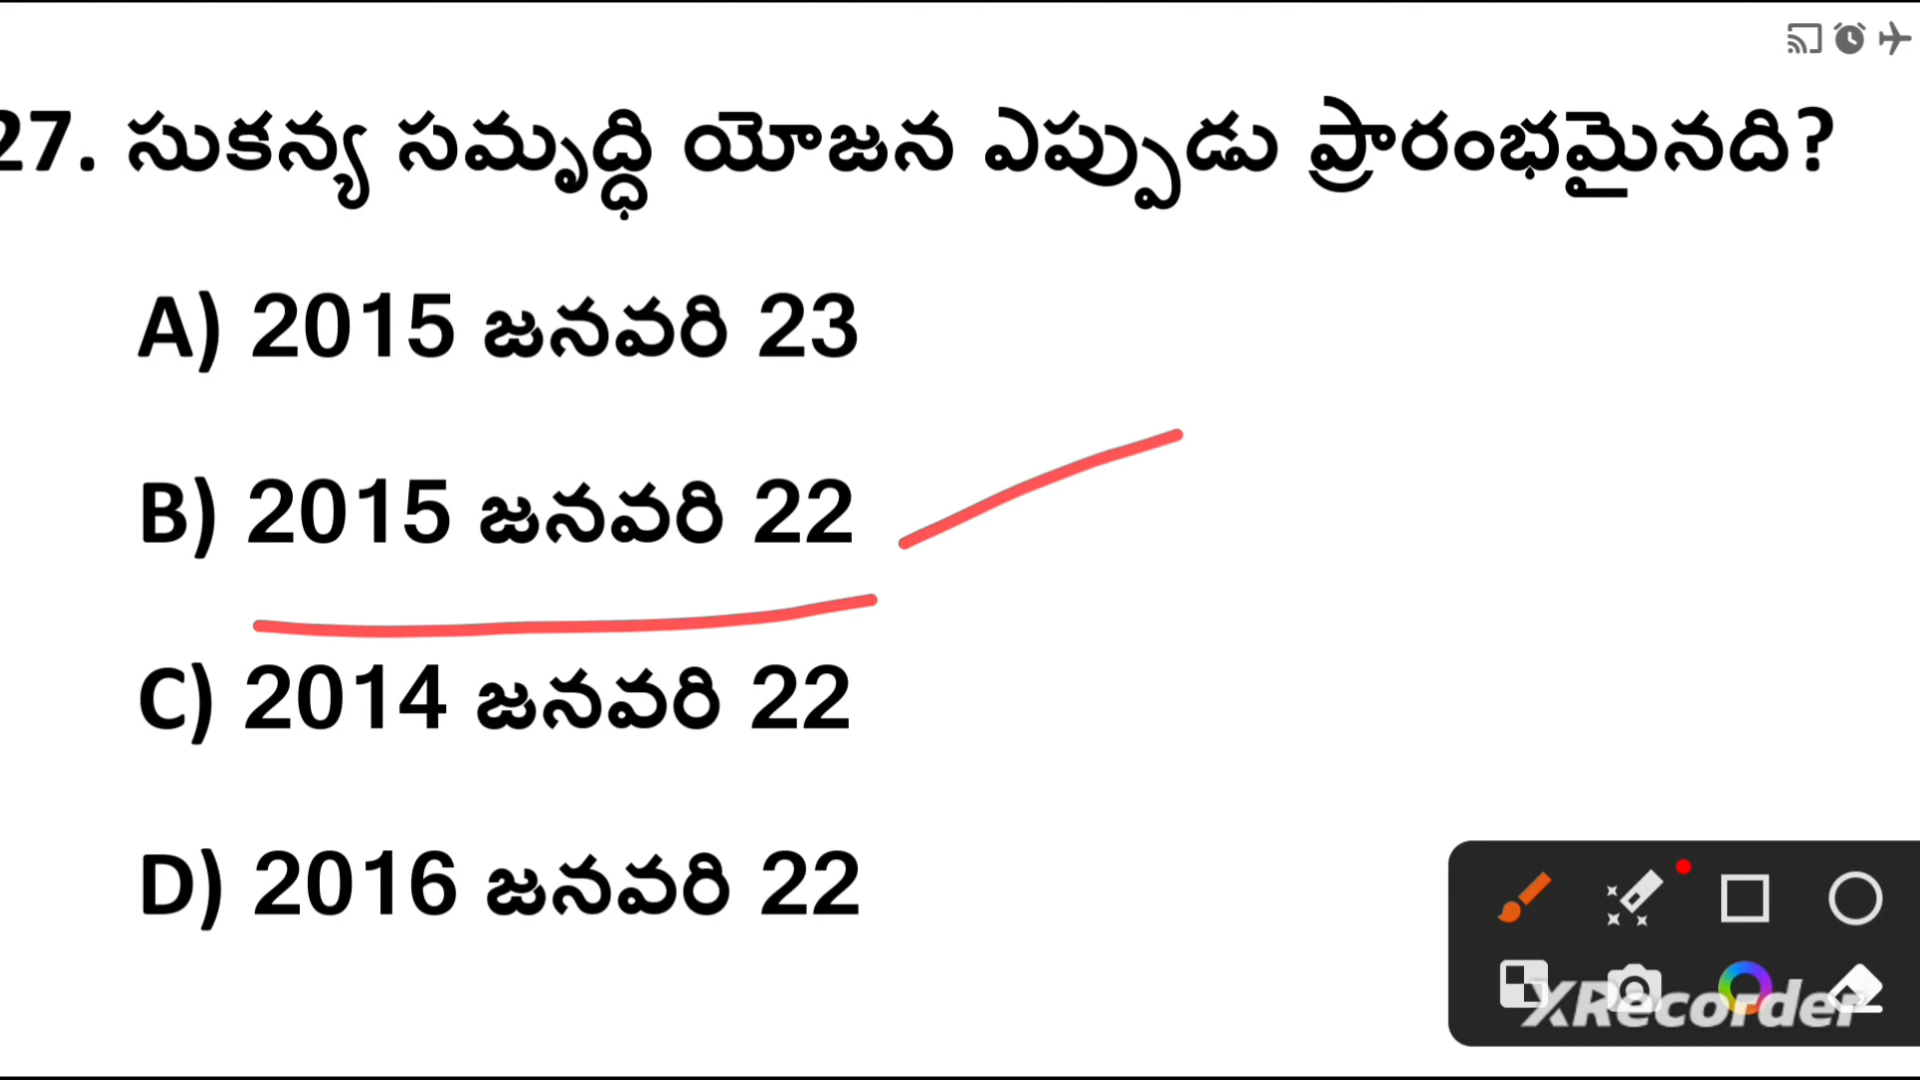 27. సుకన్య సమృద్ధి యోజన ఎప్పుడు ప్రారంభమైనది?
A) 2015 జనవరి 23
B) 2015 జనవరి 22
C) 2014 జనవరి 22
D) 2016 జనవరి 22
XRecorder